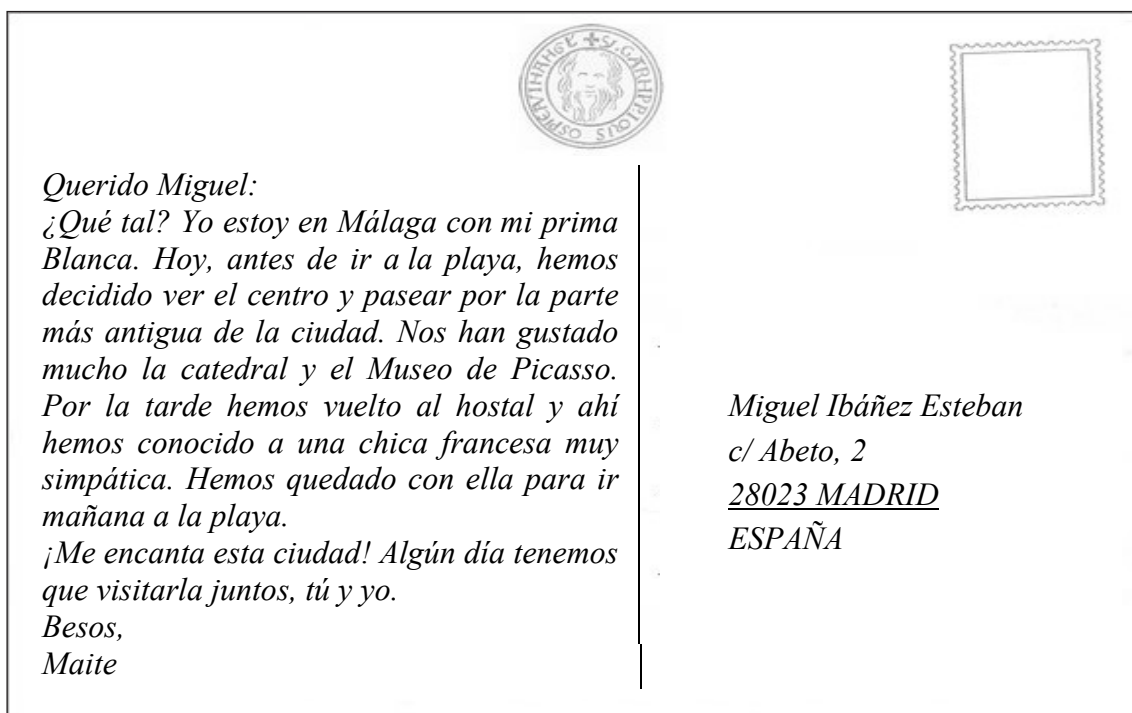 Querido Miguel:
¿Qué tal? Yo estoy en Málaga con mi prima
Blanca. Hoy, antes de ir a la playa, hemos
decidido ver el centro y pasear por la parte
más antigua de la ciudad. Nos han gustado
mucho la catedral y el Museo de Picasso.
Por la tarde hemos vuelto al hostal y ahí
hemos conocido a una chica francesa muy
simpática. Hemos quedado con ella para ir
mañana a la playa.
¡Me encanta esta ciudad! Algún día tenemos
que visitarla juntos, tú y yo.
Besos,
Maite
Miguel Ibáñez Esteban
c/ Abeto, 2
28023 MADRID
ESPAÑA